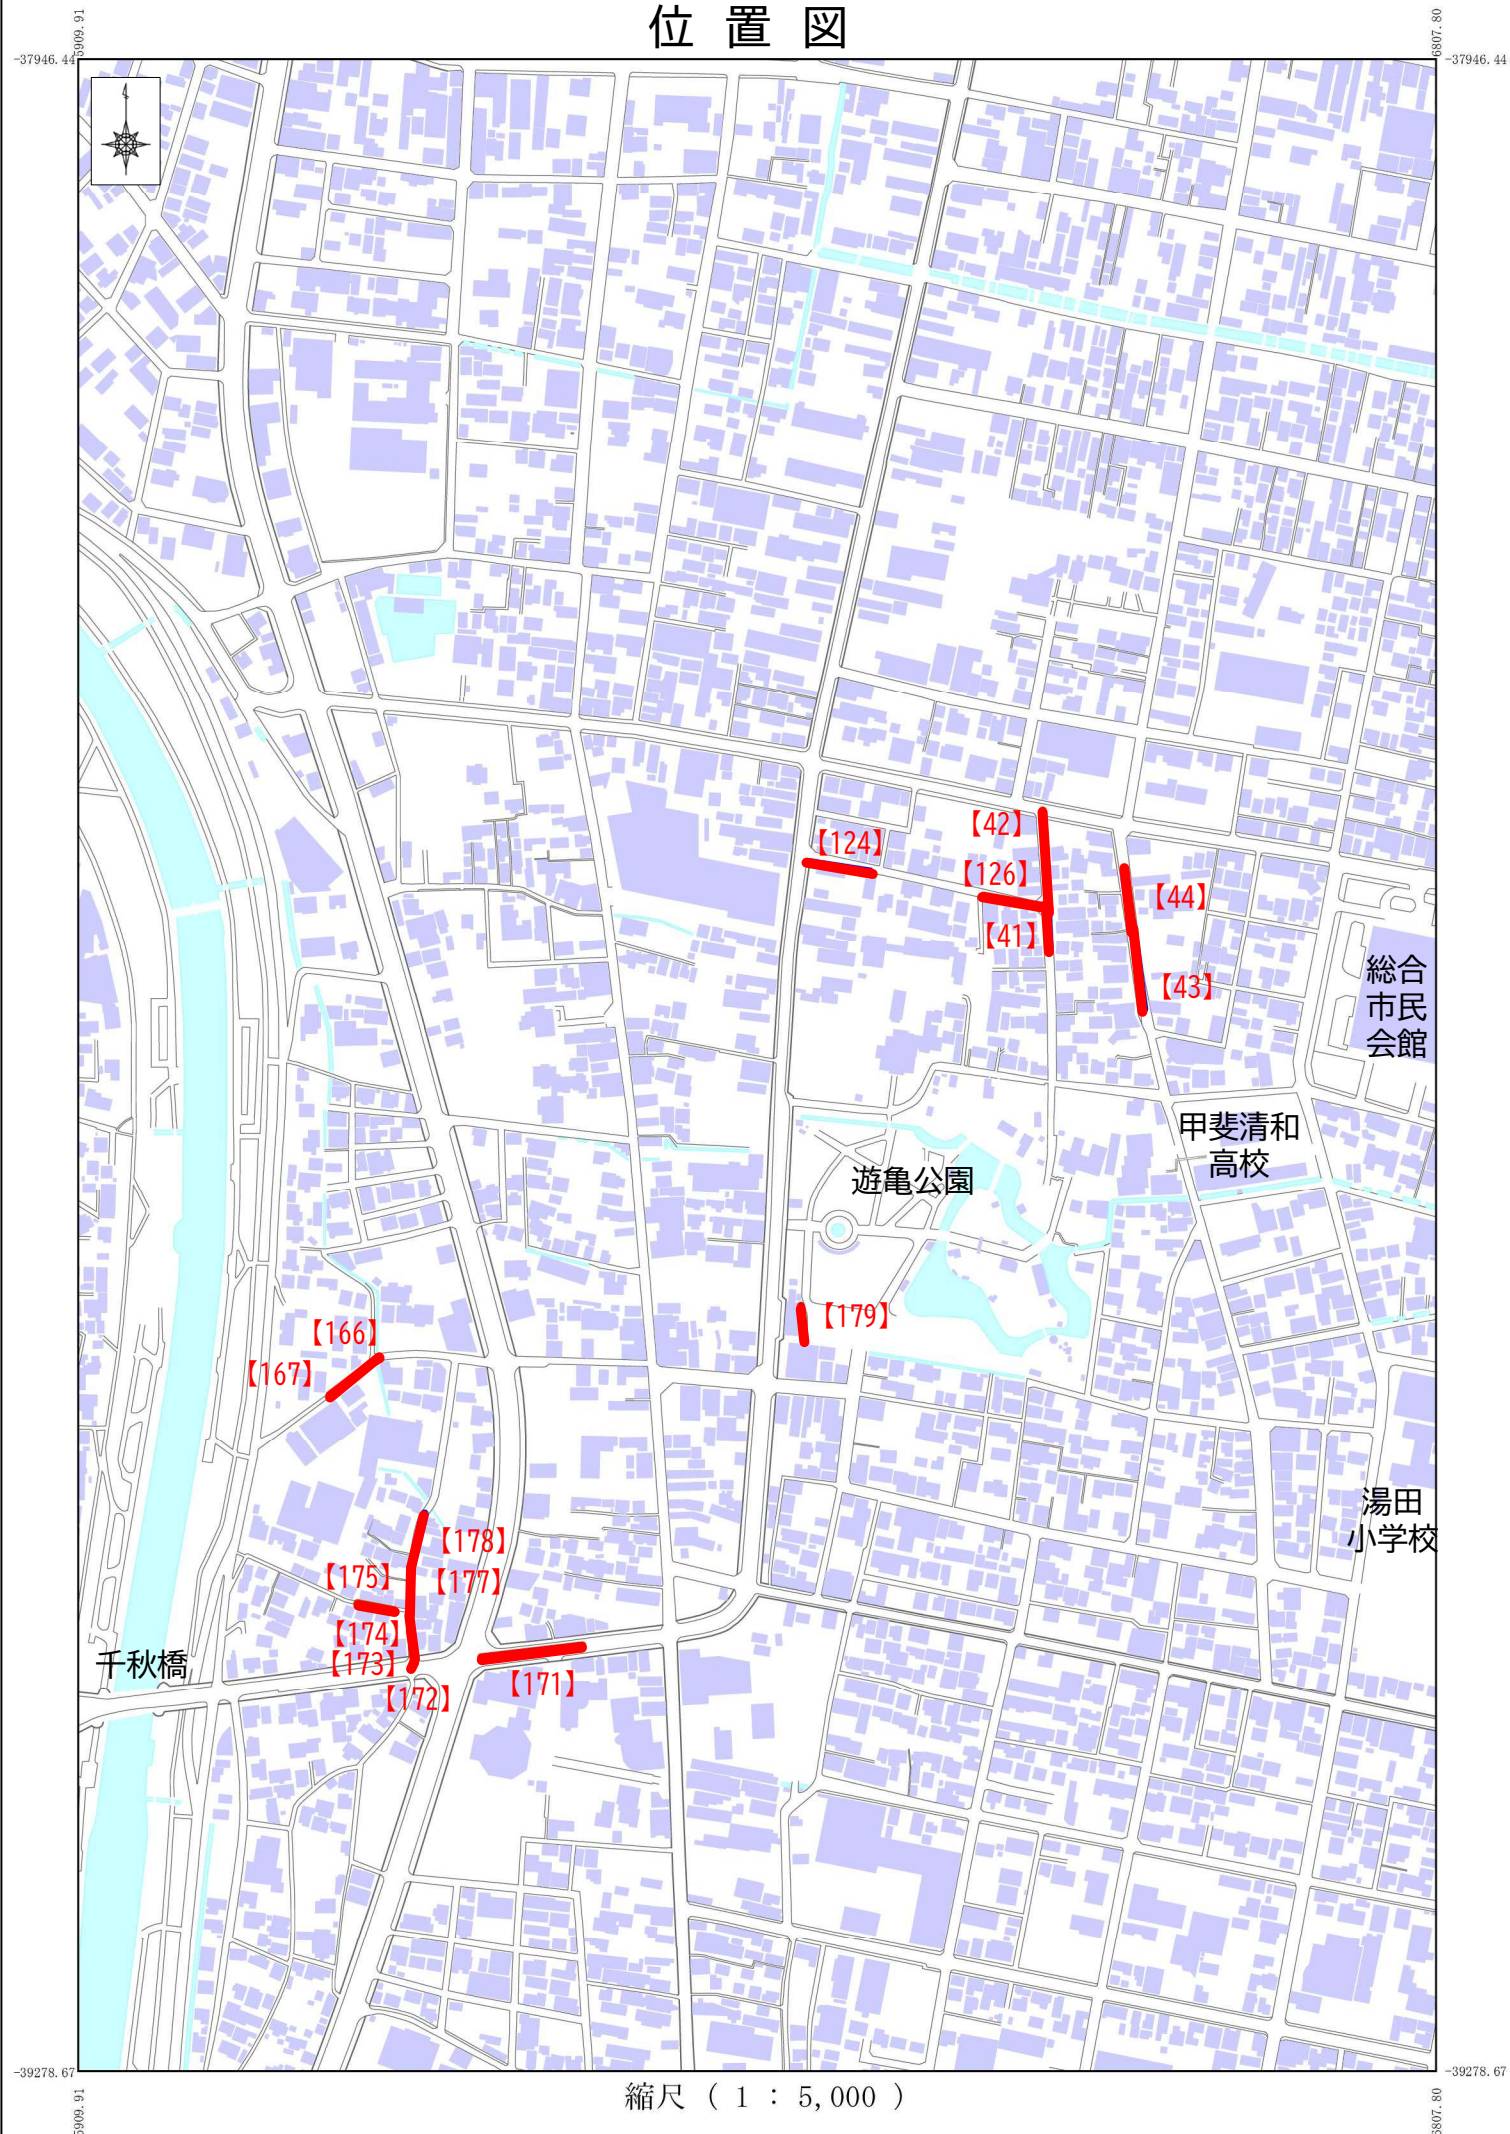 位置図
5909.91
6807.80
-37946.44
-37946.44
【42】
【124】
【126】
【44】
【41】
【43】
総合
市民
会館
甲斐清和
高校
遊亀公園
【179】
【166】
【167】
湯田
小学校
【178】
【175】
【177】
【174】
千秋橋
【173】
【171】
【172】
-39278.67
-39278.67
縮尺 ( 1 : 5,000 )
5909.91
6807.80